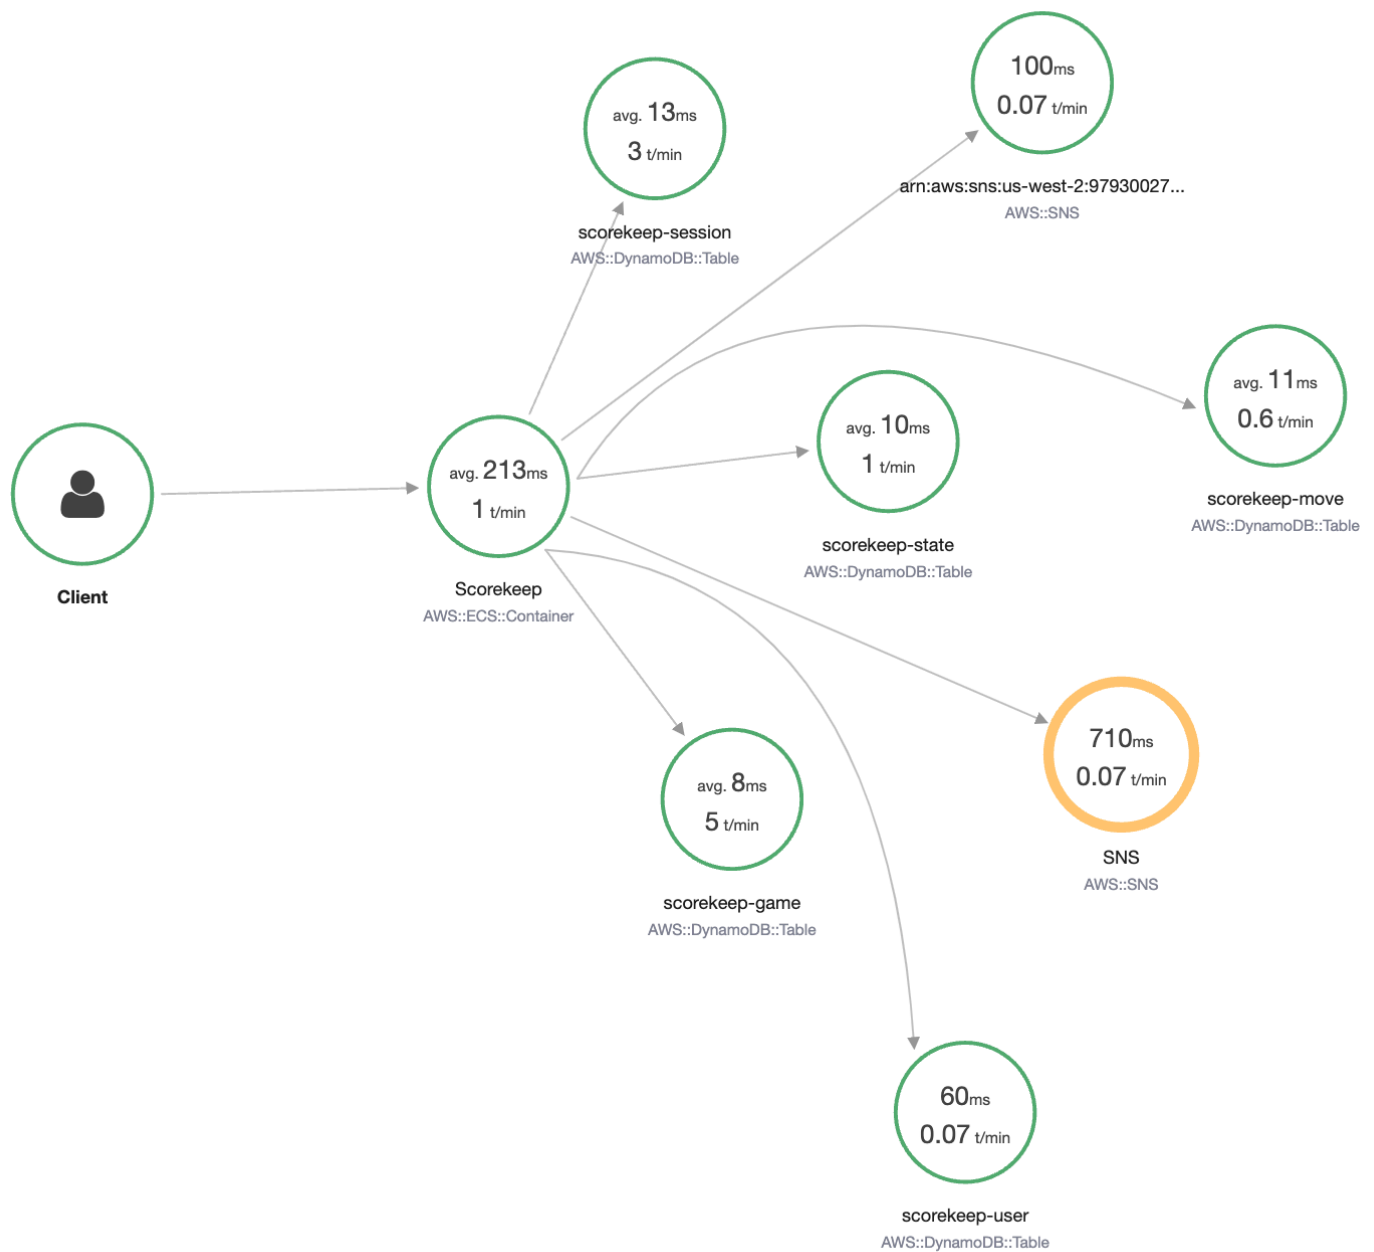 100ms
0.07 t/min
arn:aws:sns:us-west-2:97930027...
AWS::SNS
avg. 13ms
3 t/min
scorekeep-session
AWS::DynamoDB::Table
avg. 11ms
0.6 t/min
scorekeep-move
AWS::DynamoDB::Table
avg. 10ms
1 t/min
scorekeep-state
AWS::DynamoDB::Table
avg. 213ms
1 t/min
Scorekeep
AWS::ECS::Container
Client
710ms
0.07 t/min
SNS
AWS::SNS
avg. 8ms
5 t/min
scorekeep-game
AWS::DynamoDB::Table
60ms
0.07 t/min
scorekeep-user
AWS::DynamoDB::Table